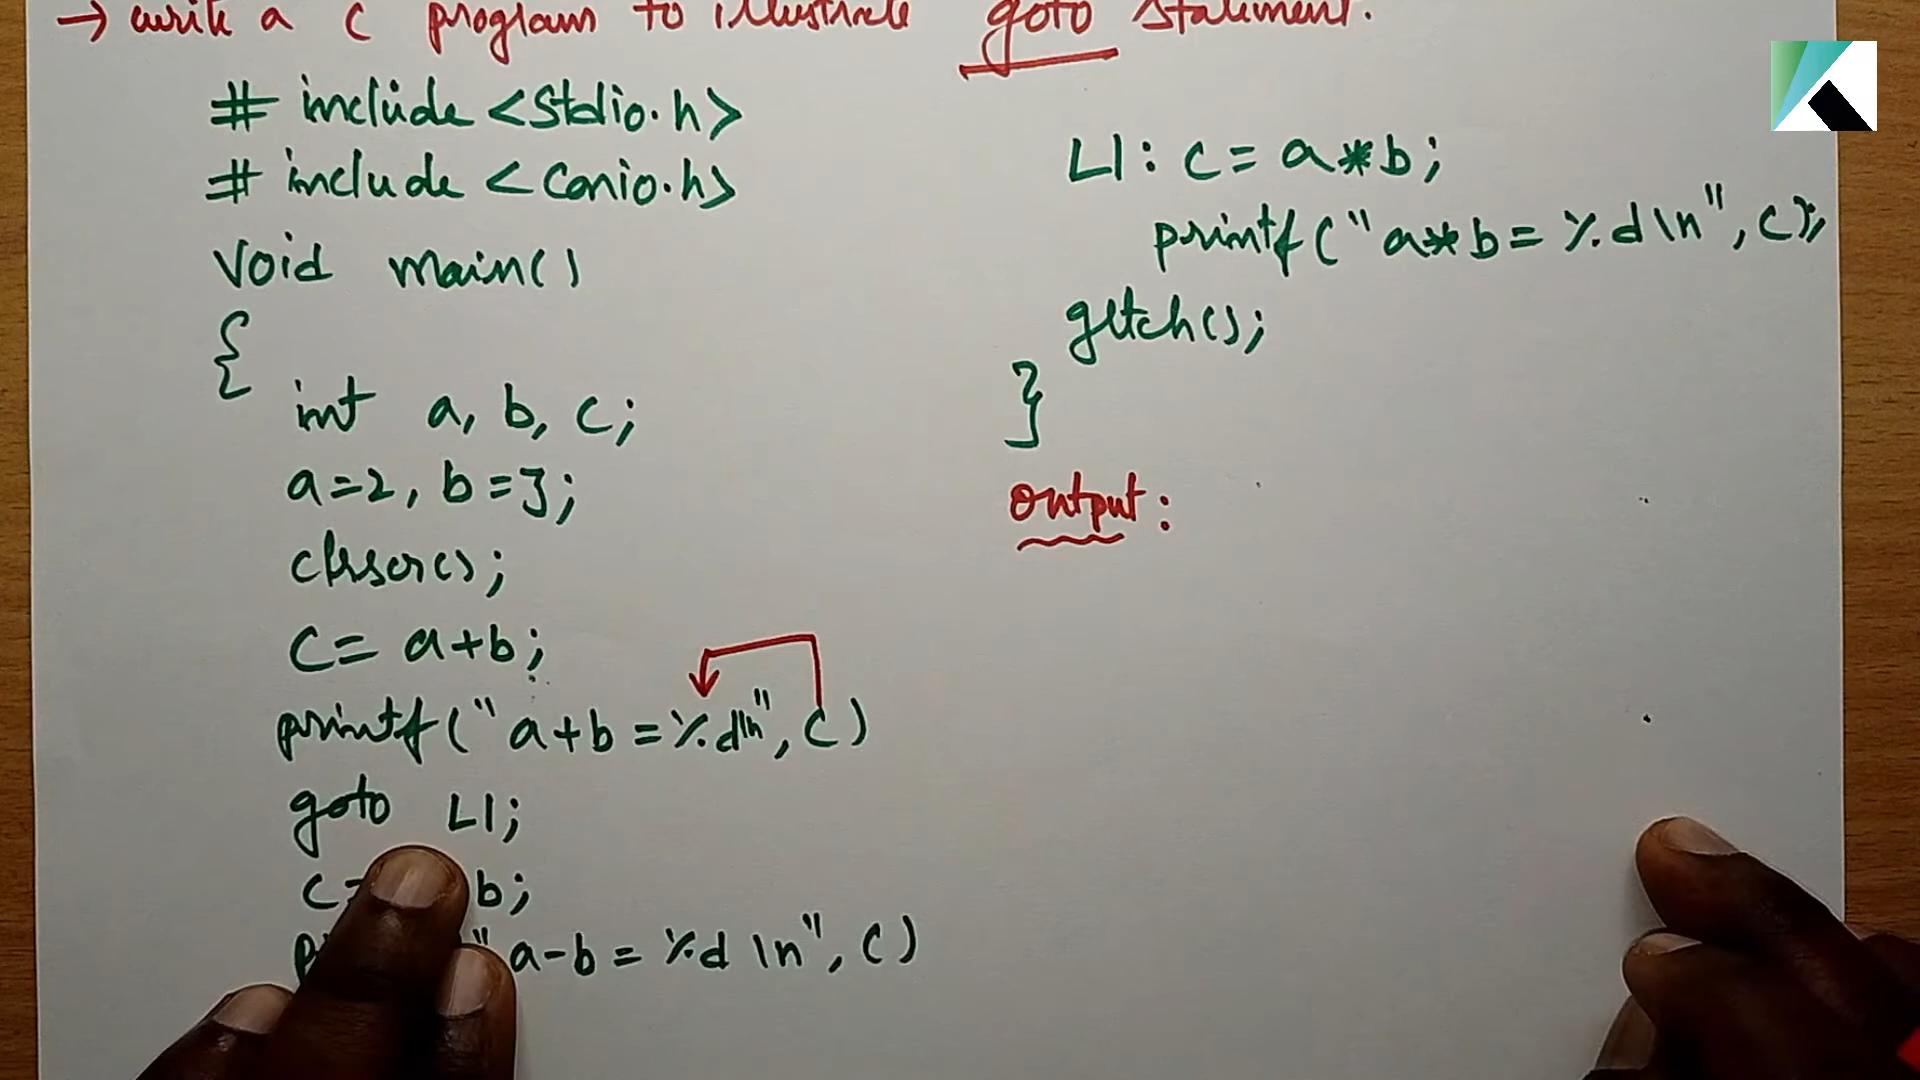 → write a C program to illustrate goto statement.
# include <stdio.h>
# include <conio.h>
void main()
{
int a, b, c;
a=2, b=3;
clrscr();
c= a+b;
printf("a+b=%d\n", c)
goto L1;
c= b;
" a-b = %d \n", c)
L1: c= a*b;
printf("a*b= %d\n", c);
getch();
}
output: